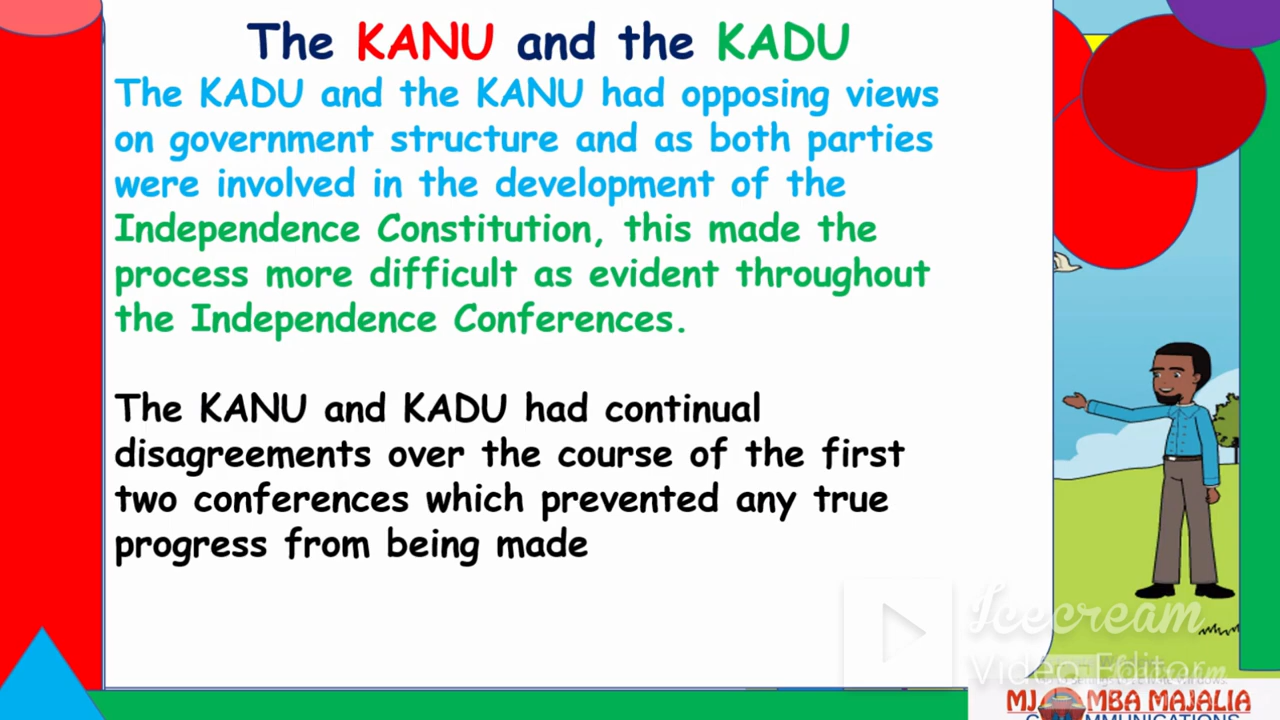 The KANU and the KADU
The KADU and the KANU had opposing views
on government structure and as both parties
were involved in the development of the
Independence Constitution, this made the
process more difficult as evident throughout
the Independence Conferences.
The KANU and KADU had continual
disagreements over the course of the first
two conferences which prevented any true
progress from being made
Icecream
Video Editor
MJOMBA MAJALIA